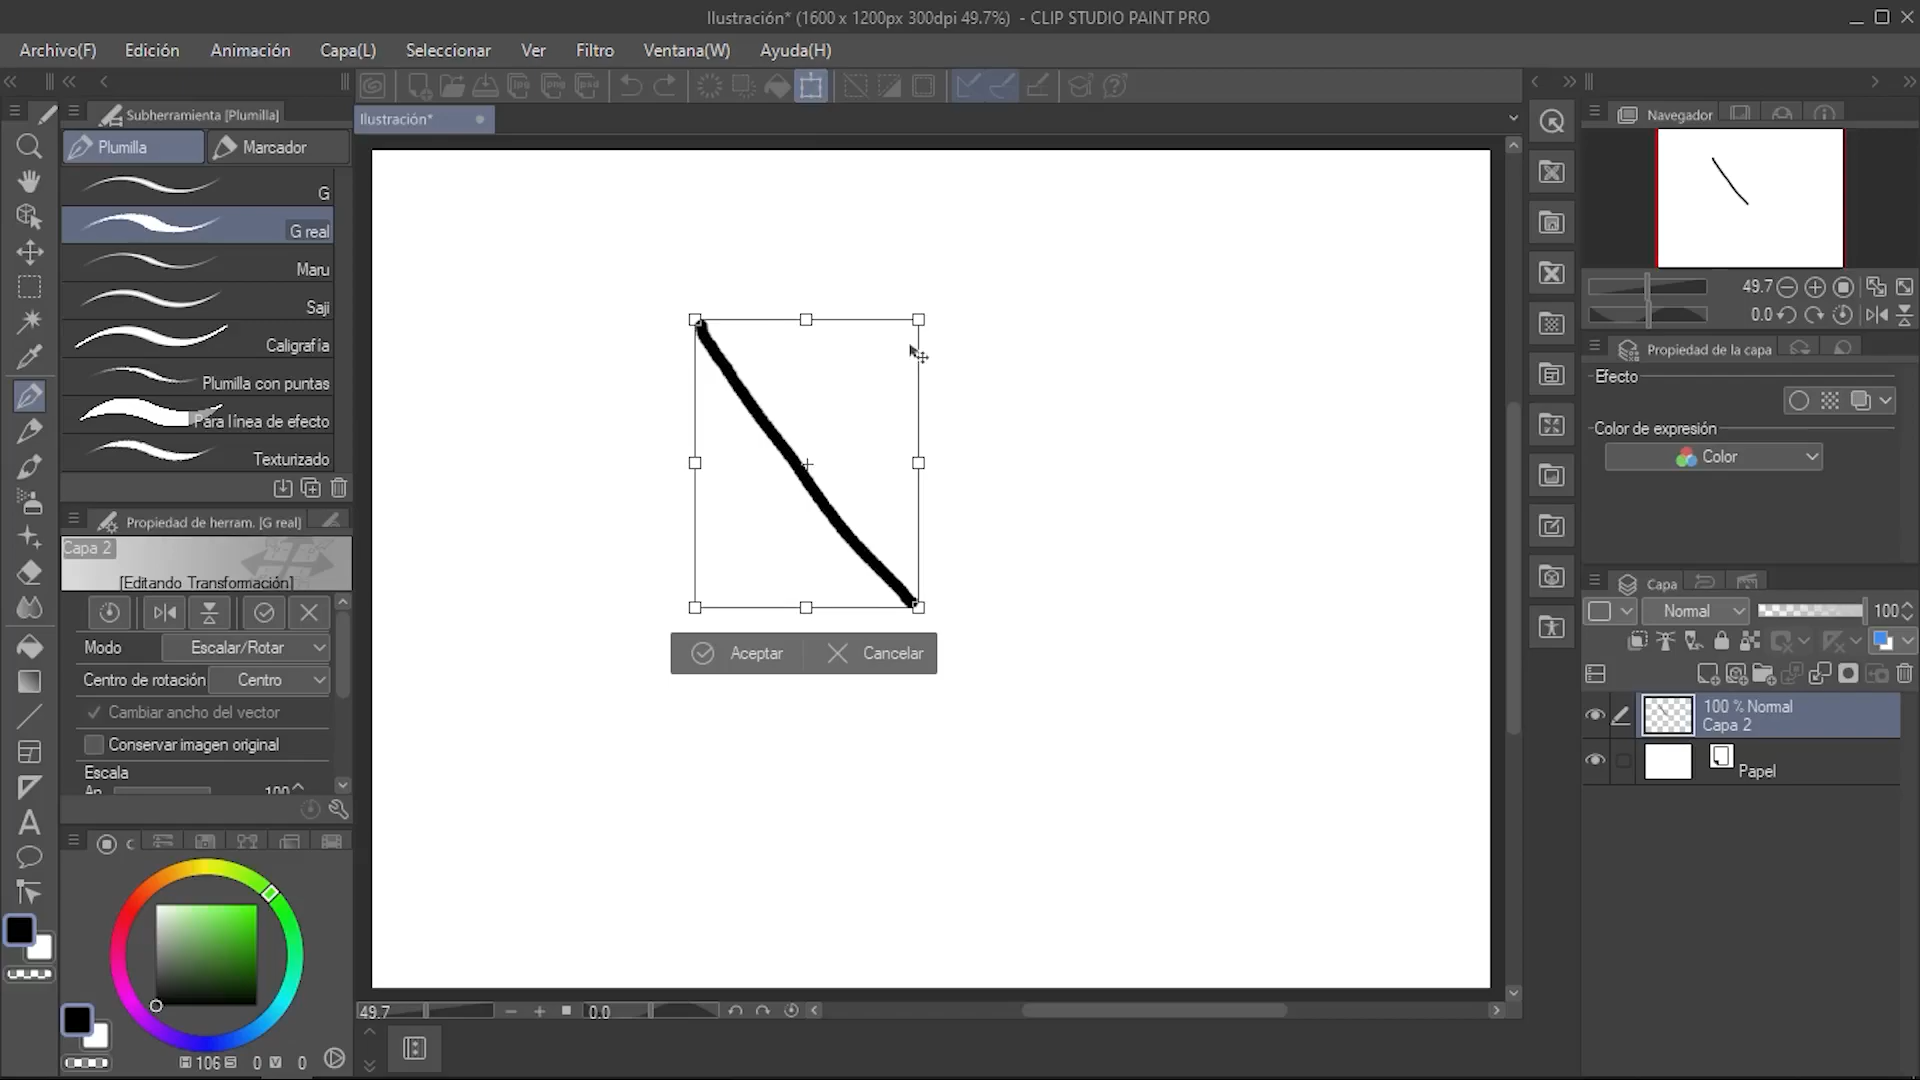 Ilustración* (1600 x 1200px 300dpi 49.7%) - CLIP STUDIO PAINT PRO
Archivo(F) Edición Animación Capa(L) Seleccionar Ver Filtro Ventana(W) Ayuda(H)
Subherramienta [Plumilla]
Plumilla
Marcador
G
G real
Maru
Saji
Caligrafía
Plumilla con puntas
Para línea de efecto
Texturizado
Propiedad de herram. [G real]
Capa 2
[Editando Transformación]
Modo Escalar/Rotar
Centro de rotación Centro
Cambiar ancho del vector
Conservar imagen original
Escala
An 100
C
H 106 S 0 V 0
Ilustración*
Aceptar Cancelar
49.7 0.0
Navegador
49.7
0.0
Propiedad de la capa
Efecto
Color de expresión
Color
Capa
Normal 100
100 % Normal
Capa 2
Papel